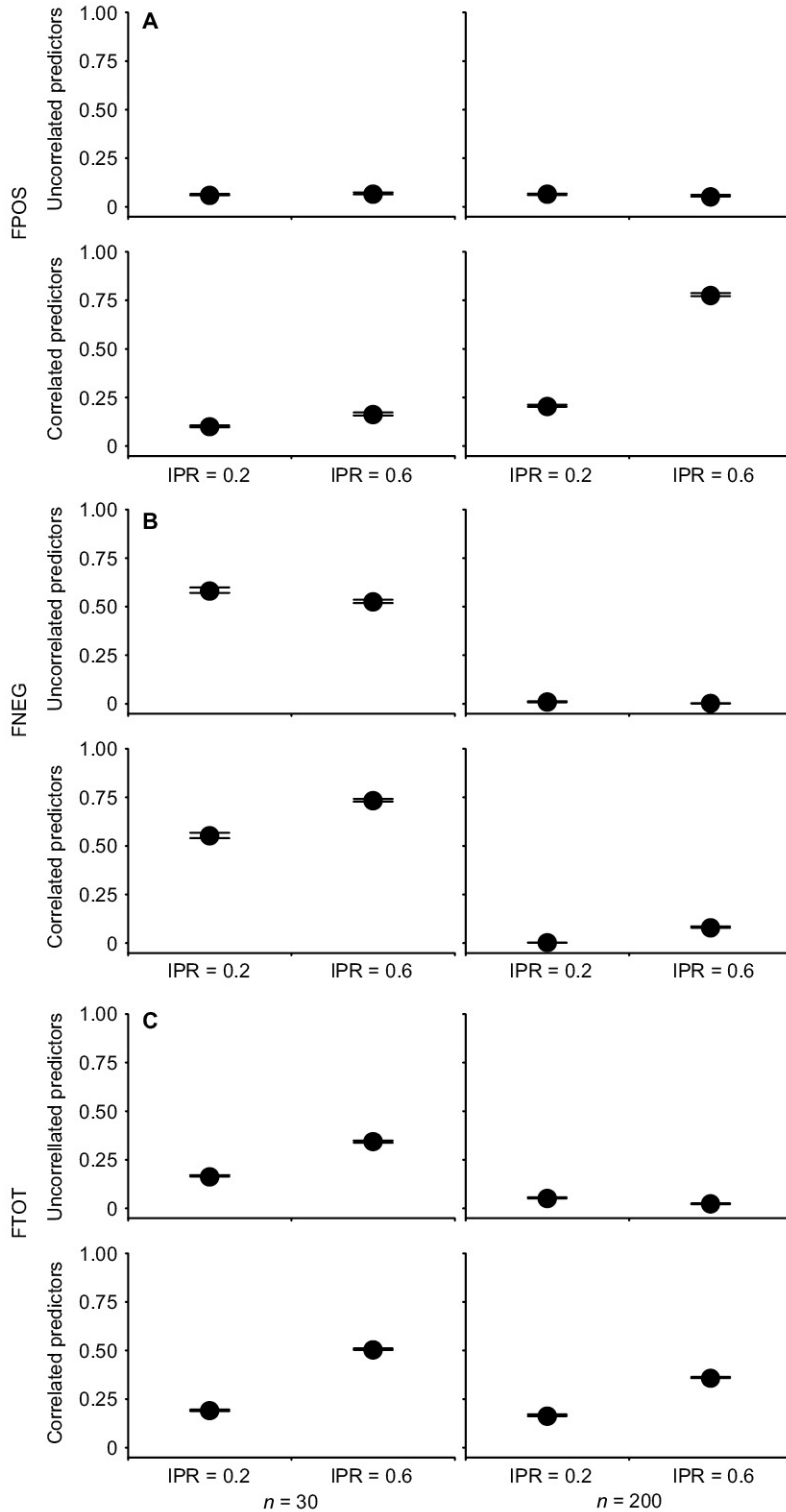 A
1.00
0.75
0.50
0.25
0
Uncorrelated predictors
FPOS
1.00
0.75
0.50
0.25
0
Correlated predictors
IPR = 0.2 IPR = 0.6 IPR = 0.2 IPR = 0.6
B
1.00
0.75
0.50
0.25
0
Uncorrelated predictors
FNEG
1.00
0.75
0.50
0.25
0
Correlated predictors
IPR = 0.2 IPR = 0.6 IPR = 0.2 IPR = 0.6
C
1.00
0.75
0.50
0.25
0
Uncorrellated predictors
FTOT
1.00
0.75
0.50
0.25
0
Correlated predictors
IPR = 0.2 IPR = 0.6 IPR = 0.2 IPR = 0.6
n = 30 n = 200